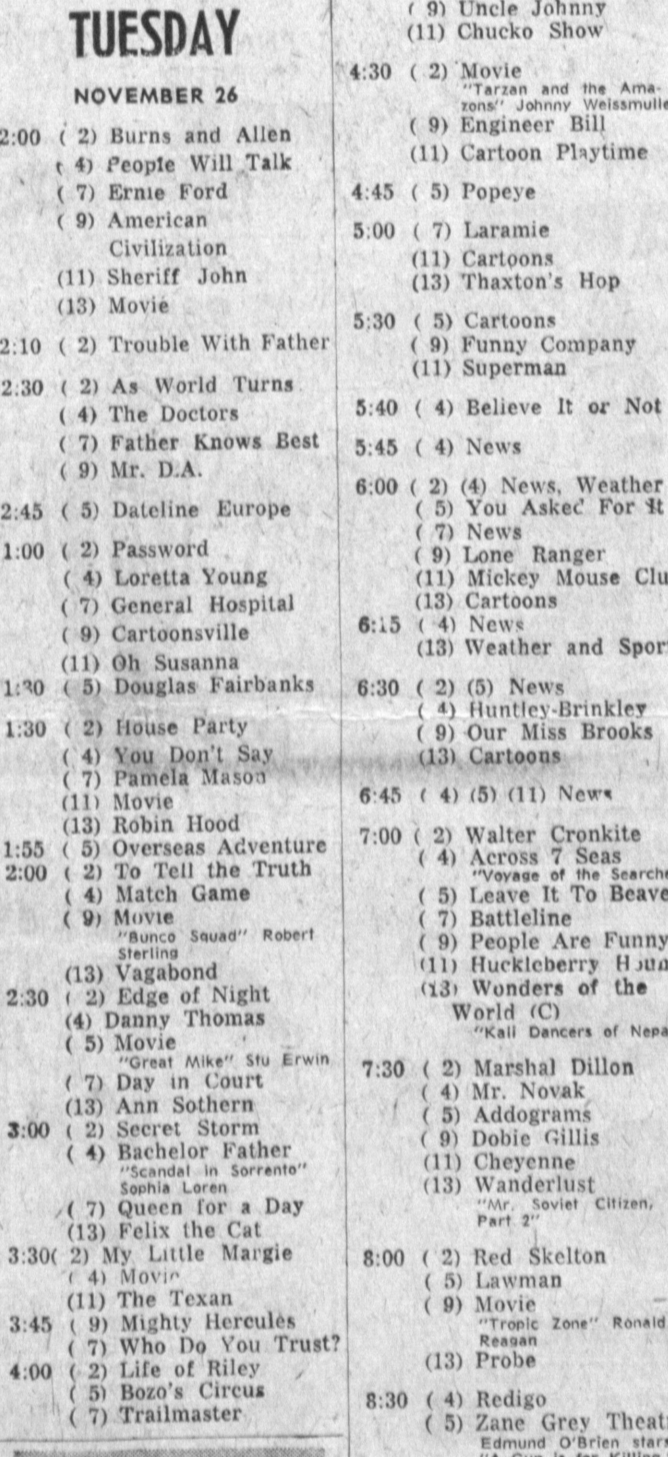 TUESDAY
NOVEMBER 26
2:00 ( 2) Burns and Allen
( 4) People Will Talk
( 7) Ernie Ford
( 9) American
Civilization
(11) Sheriff John
(13) Movie
2:10 ( 2) Trouble With Father
2:30 ( 2) As World Turns
( 4) The Doctors
( 7) Father Knows Best
( 9) Mr. D.A.
2:45 ( 5) Dateline Europe
1:00 ( 2) Password
( 4) Loretta Young
( 7) General Hospital
( 9) Cartoonsville
(11) Oh Susanna
1:30 ( 5) Douglas Fairbanks
1:30 ( 2) House Party
( 4) You Don't Say
( 7) Pamela Mason
(11) Movie
(13) Robin Hood
1:55 ( 5) Overseas Adventure
2:00 ( 2) To Tell the Truth
( 4) Match Game
( 9) Movie
"Bunco Squad" Robert
Sterling
(13) Vagabond
2:30 ( 2) Edge of Night
(4) Danny Thomas
( 5) Movie
"Great Mike" Stu Erwin
( 7) Day in Court
(13) Ann Sothern
3:00 ( 2) Secret Storm
( 4) Bachelor Father
"Scandal in Sorrento"
Sophia Loren
( 7) Queen for a Day
(13) Felix the Cat
3:30( 2) My Little Margie
( 4) Movie
(11) The Texan
3:45 ( 9) Mighty Hercules
( 7) Who Do You Trust?
4:00 ( 2) Life of Riley
( 5) Bozo's Circus
( 7) Trailmaster
( 9) Uncle Johnny
(11) Chucko Show
4:30 ( 2) Movie
"Tarzan and the Ama-
zons" Johnny Weissmulle
( 9) Engineer Bill
(11) Cartoon Playtime
4:45 ( 5) Popeye
5:00 ( 7) Laramie
(11) Cartoons
(13) Thaxton's Hop
5:30 ( 5) Cartoons
( 9) Funny Company
(11) Superman
5:40 ( 4) Believe It or Not
5:45 ( 4) News
6:00 ( 2) (4) News, Weather
( 5) You Asked For It
( 7) News
( 9) Lone Ranger
(11) Mickey Mouse Clu
(13) Cartoons
6:15 ( 4) News
(13) Weather and Spor
6:30 ( 2) (5) News
( 4) Huntley-Brinkley
( 9) Our Miss Brooks
(13) Cartoons
6:45 ( 4) (5) (11) News
7:00 ( 2) Walter Cronkite
( 4) Across 7 Seas
"Voyage of the Searche
( 5) Leave It To Beave
( 7) Battleline
( 9) People Are Funny
(11) Huckleberry Houn
(13) Wonders of the
World (C)
"Kali Dancers of Nepa
7:30 ( 2) Marshal Dillon
( 4) Mr. Novak
( 5) Addograms
( 9) Dobie Gillis
(11) Cheyenne
(13) Wanderlust
"Mr. Soviet Citizen,
Part 2"
8:00 ( 2) Red Skelton
( 5) Lawman
( 9) Movie
"Tropic Zone" Ronald
Reagan
(13) Probe
8:30 ( 4) Redigo
( 5) Zane Grey Theat
Edmund O'Brien stars